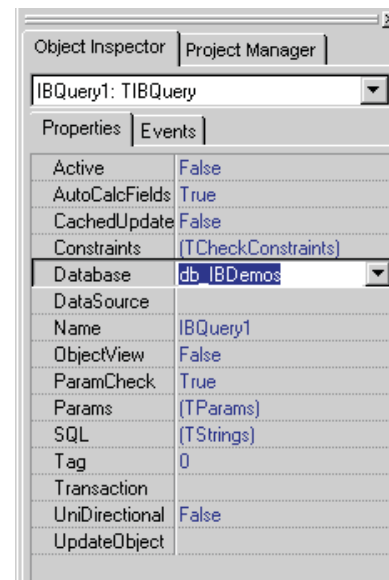 Object Inspector Project Manager
IBQuery1: TIBQuery
Properties Events
Active False
AutoCalcFields True
CachedUpdate False
Constraints (TCheckConstraints)
Database db_IBDemos
DataSource
Name IBQuery1
ObjectView False
ParamCheck True
Params (TParams)
SQL (TStrings)
Tag 0
Transaction
UniDirectional False
UpdateObject